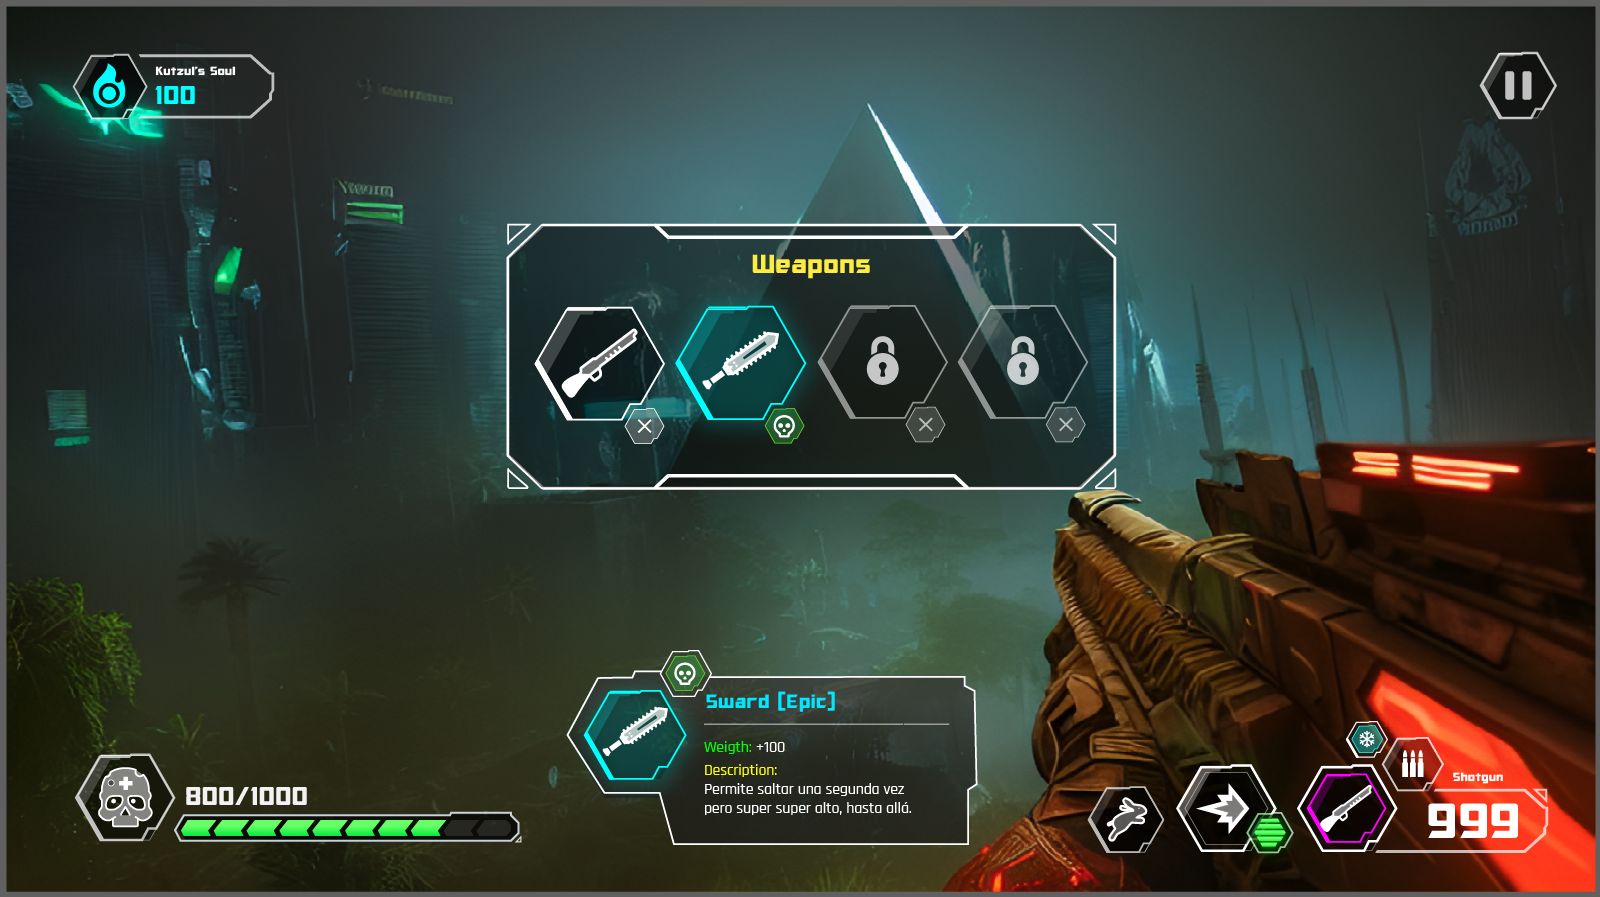 Kutzul's Soul
100
Weapons
Sward [Epic]
Weigth: +100
Description:
Permite saltar una segunda vez
pero super super alto, hasta allá.
800/1000
Shotgun
999